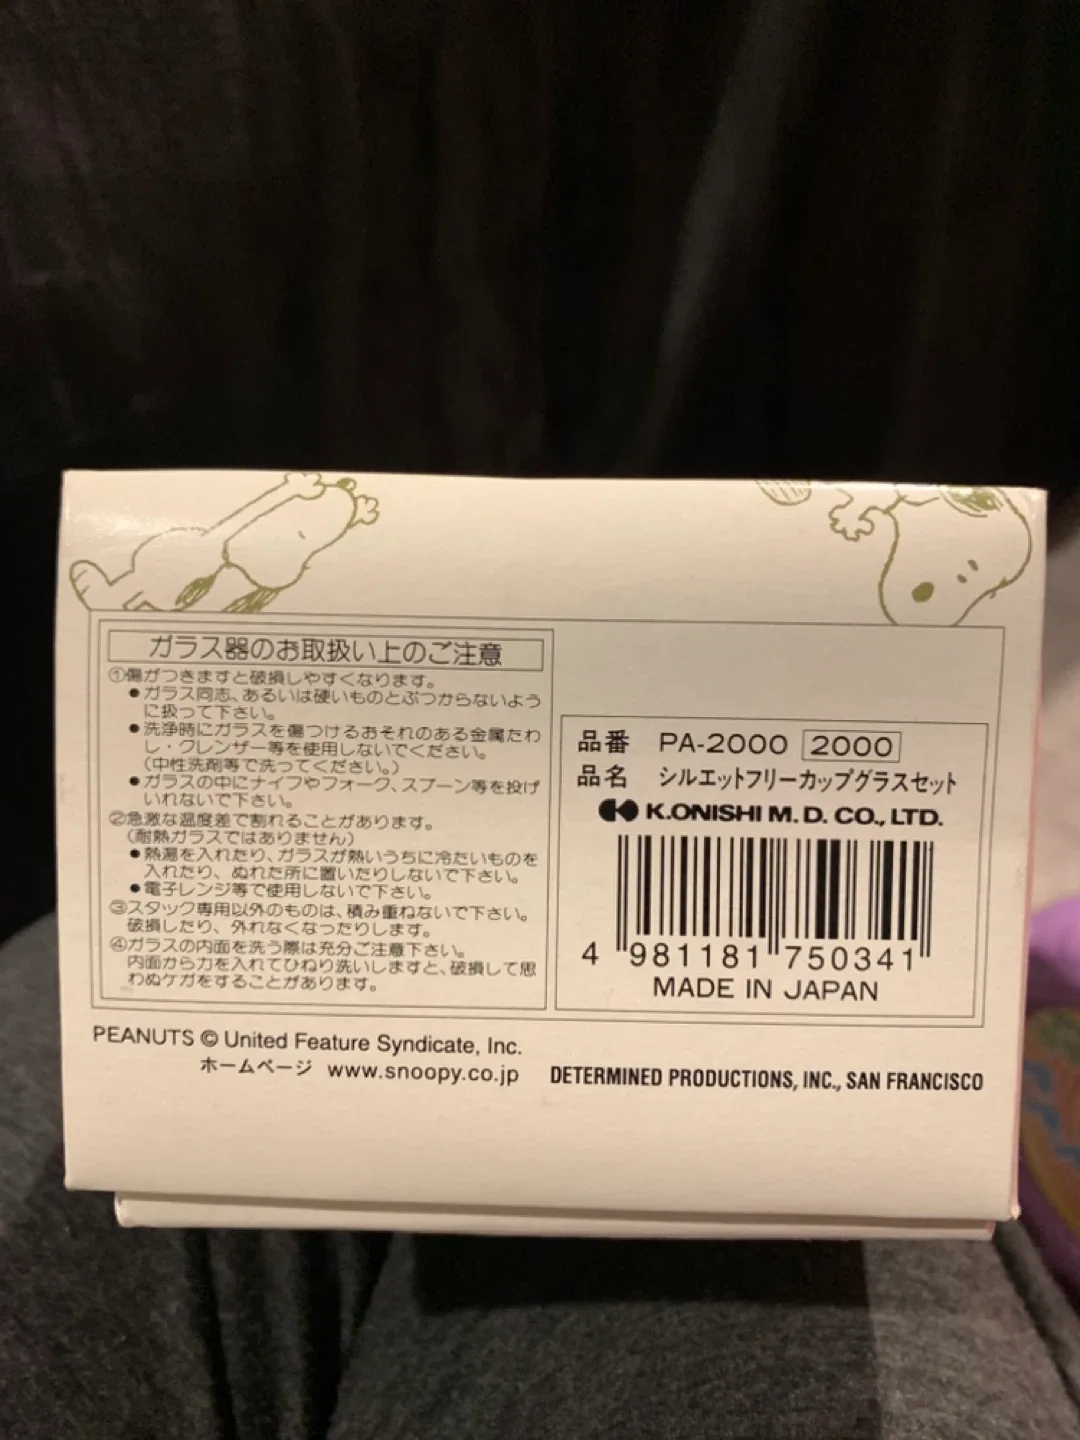 ガラス器のお取扱い上のご注意
①傷がつきますと破損しやすくなります。
●ガラス同志、あるいは硬いものとぶつからないよう
に扱って下さい。
●洗浄時にガラスを傷つけるおそれのある金属たわ
し・クレンザー等を使用しないでください。
(中性洗剤等で洗ってください。)
●ガラスの中にナイフやフォーク、スプーン等を投げ
いれないで下さい。
②急激な温度差で割れることがあります。
(耐熱ガラスではありません)
●熱湯を入れたり、ガラスが熱いうちに冷たいものを
入れたり、ぬれた所に置いたりしないで下さい。
●電子レンジ等で使用しないで下さい。
③スタック専用以外のものは、積み重ねないで下さい。
破損したり、外れなくなったりします。
④ガラスの内面を洗う際は充分ご注意下さい。
内面から力を入れてひねり洗いしますと、破損して思
わぬケガをすることがあります。
品番 PA-2000 2000
品名 シルエットフリーカップグラスセット
K.ONISHI M.D. CO., LTD.
4 981181 750341
MADE IN JAPAN
PEANUTS © United Feature Syndicate, Inc.
ホームページ www.snoopy.co.jp
DETERMINED PRODUCTIONS, INC., SAN FRANCISCO